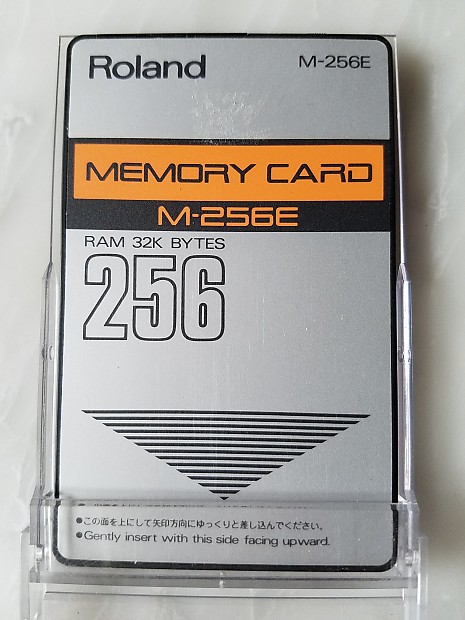 Roland
M-256E
MEMORY CARD
M-256E
RAM 32K BYTES
256
●この面を上にして矢印方向にゆっくりと差し込んでください。
●Gently insert with this side facing upward.